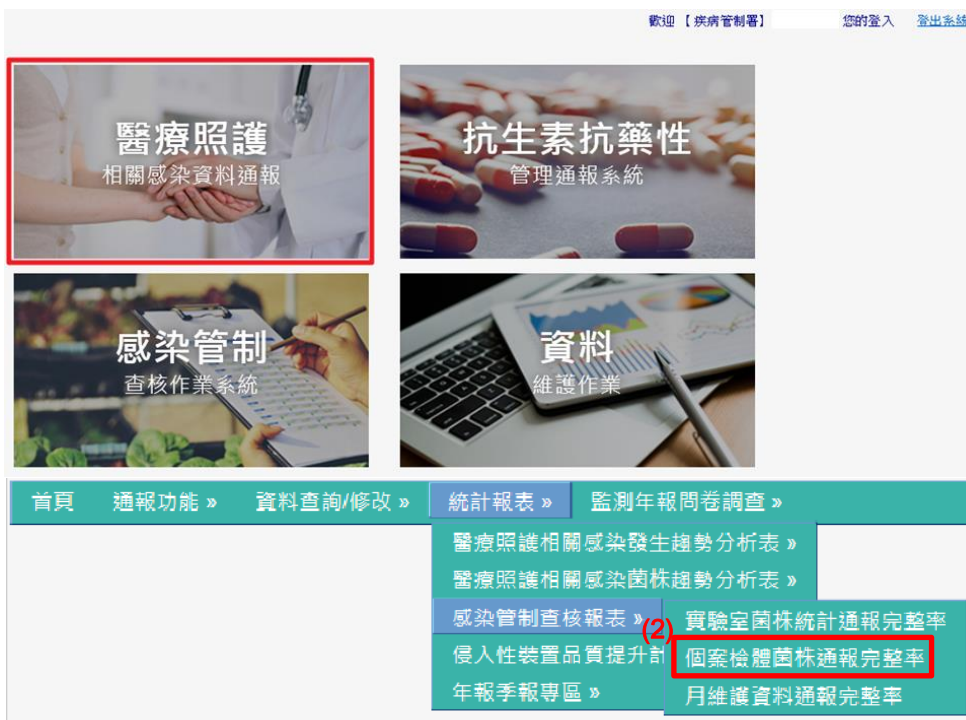 歡迎【疾病管制署】 您的登入 登出系統
醫療照護
相關感染資料通報
抗生素抗藥性
管理通報系統
感染管制
查核作業系統
資料
維護作業
首頁 通報功能 » 資料查詢/修改 » 統計報表 » 監測年報問卷調查 »
醫療照護相關感染發生趨勢分析表 »
醫療照護相關感染菌株趨勢分析表 »
感染管制查核報表 » (2) 實驗室菌株統計通報完整率
侵入性裝置品質提升計 個案檢體菌株通報完整率
年報季報專區 » 月維護資料通報完整率